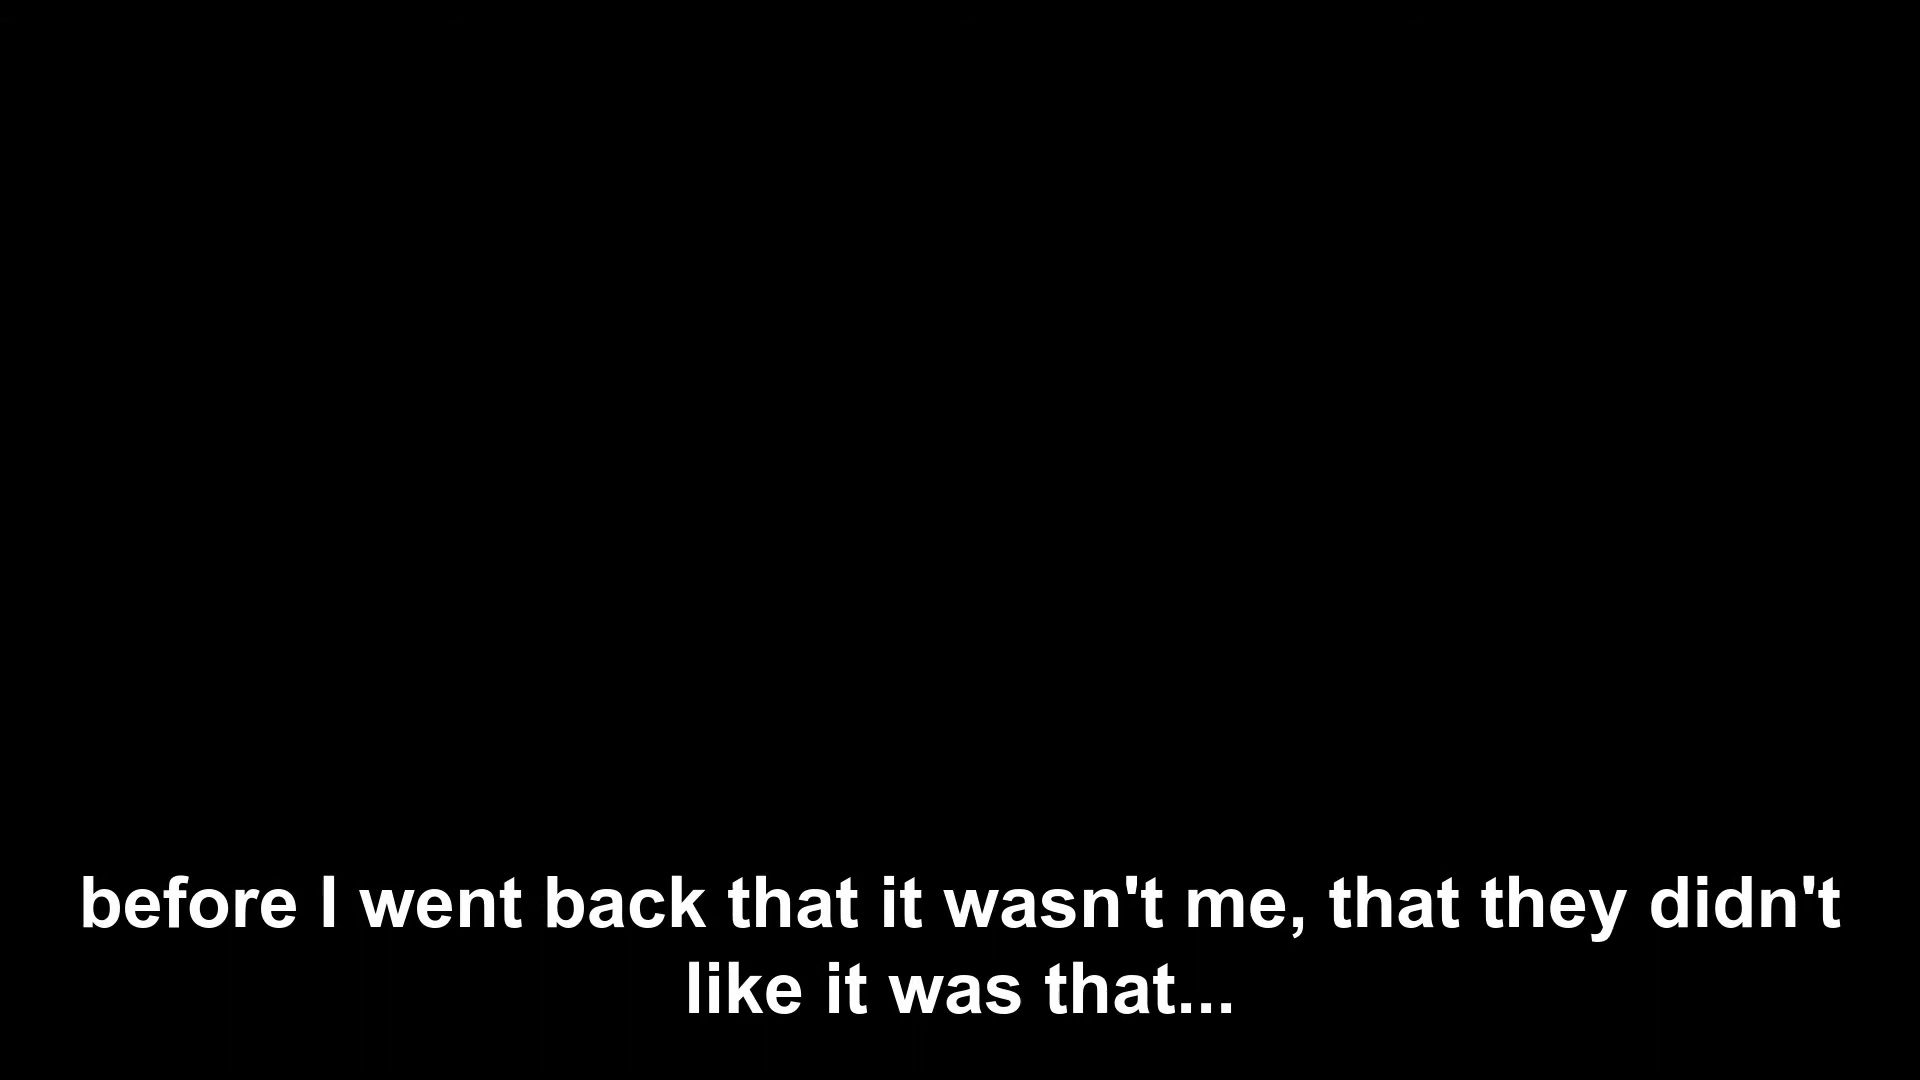 before I went back that it wasn't me, that they didn't
like it was that...